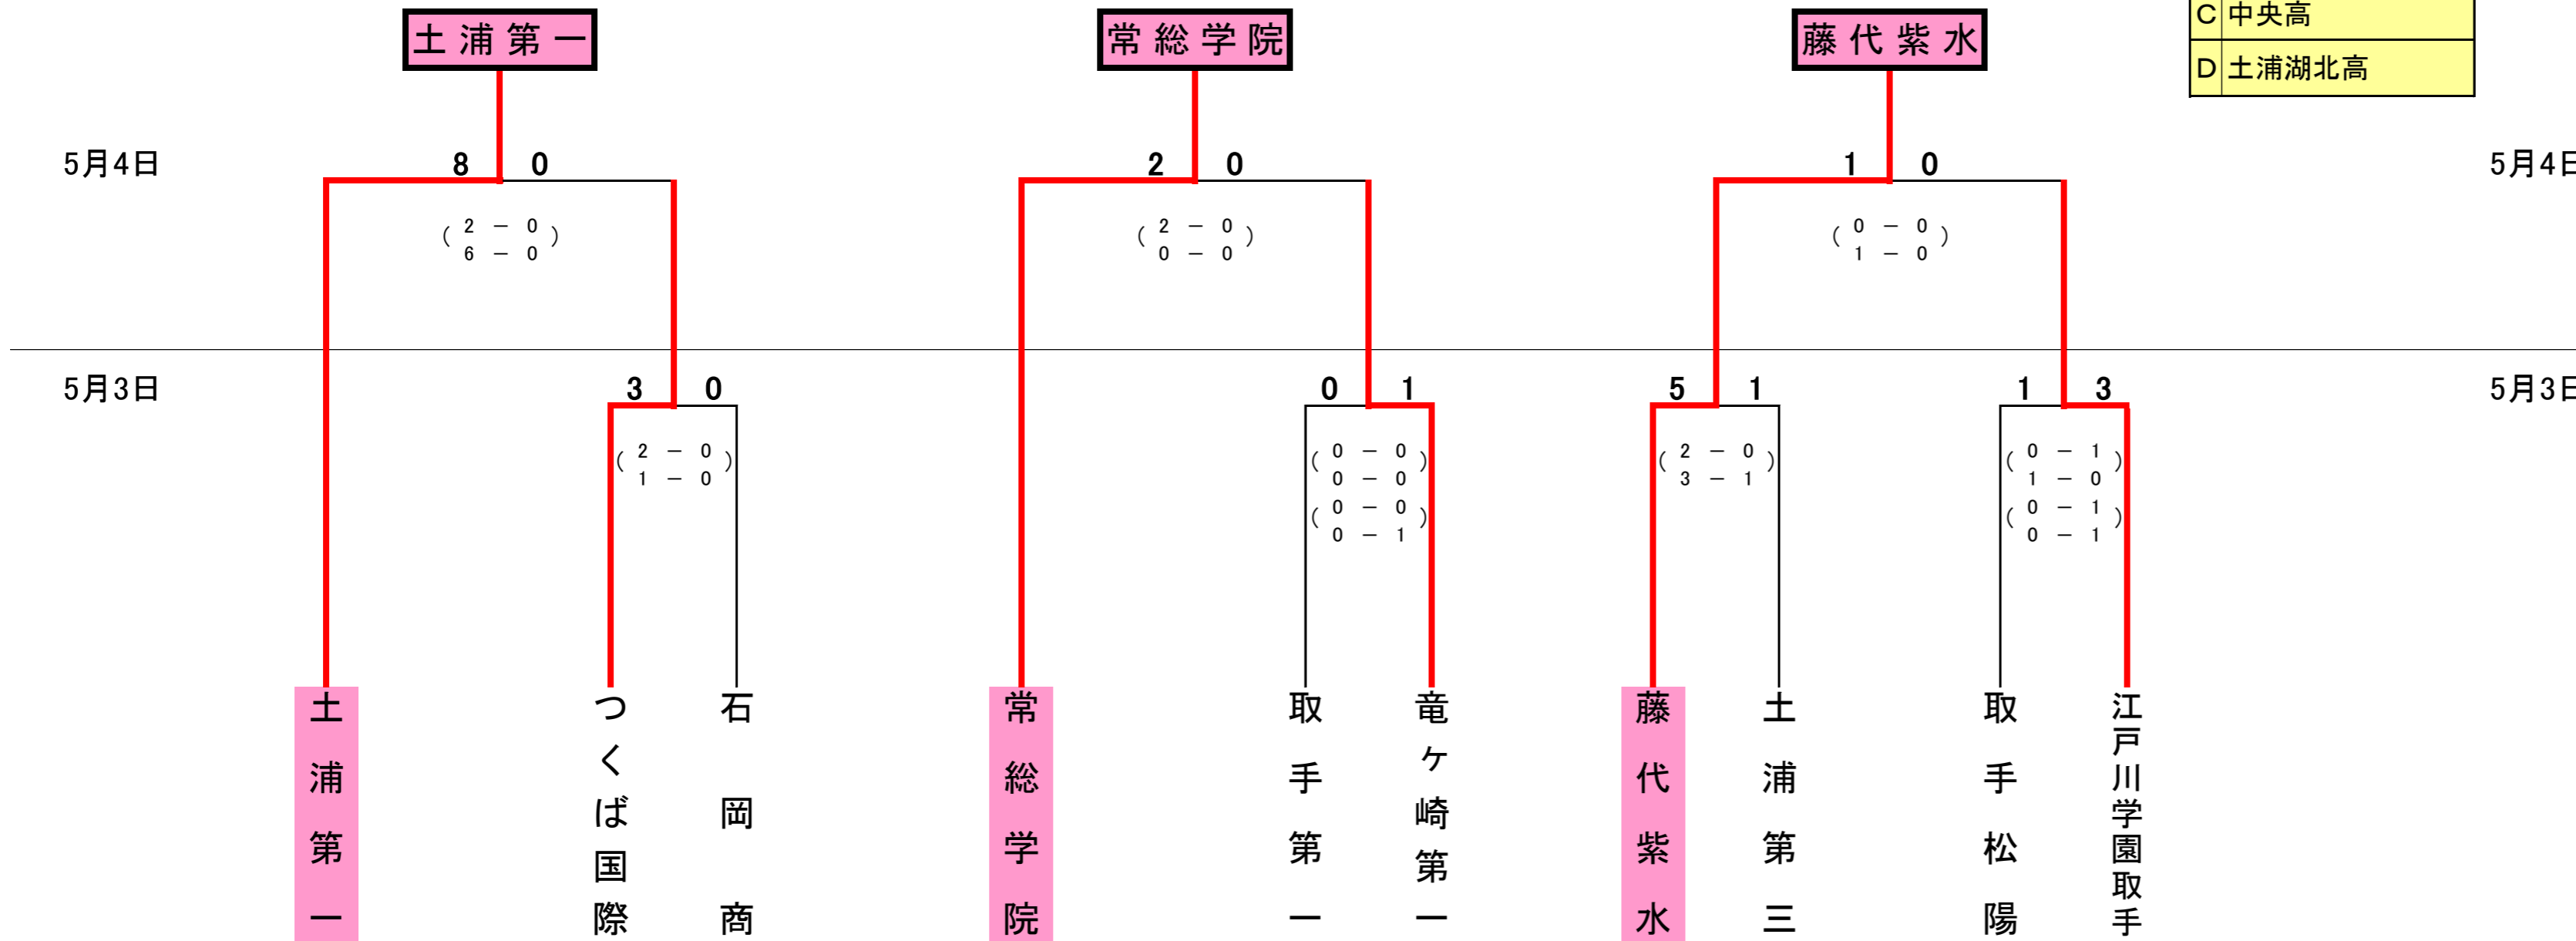 C 中央高
D 土浦湖北高
土浦第一
常総学院
藤代紫水
5月4日
8 0
2 0
1 0
5月4日
( 2 － 0 )
6 － 0
( 2 － 0 )
0 － 0
( 0 － 0 )
1 － 0
5月3日
3 0
0 1
5 1
1 3
5月3日
( 2 － 0 )
1 － 0
( 0 － 0 )
0 － 0
( 0 － 0 )
0 － 1
( 2 － 0 )
3 － 1
( 0 － 1 )
1 － 0
( 0 － 1 )
0 － 1
土浦第一
つくば国際
石岡商
常総学院
取手第一
竜ヶ崎第一
藤代紫水
土浦第三
取手松陽
江戸川学園取手